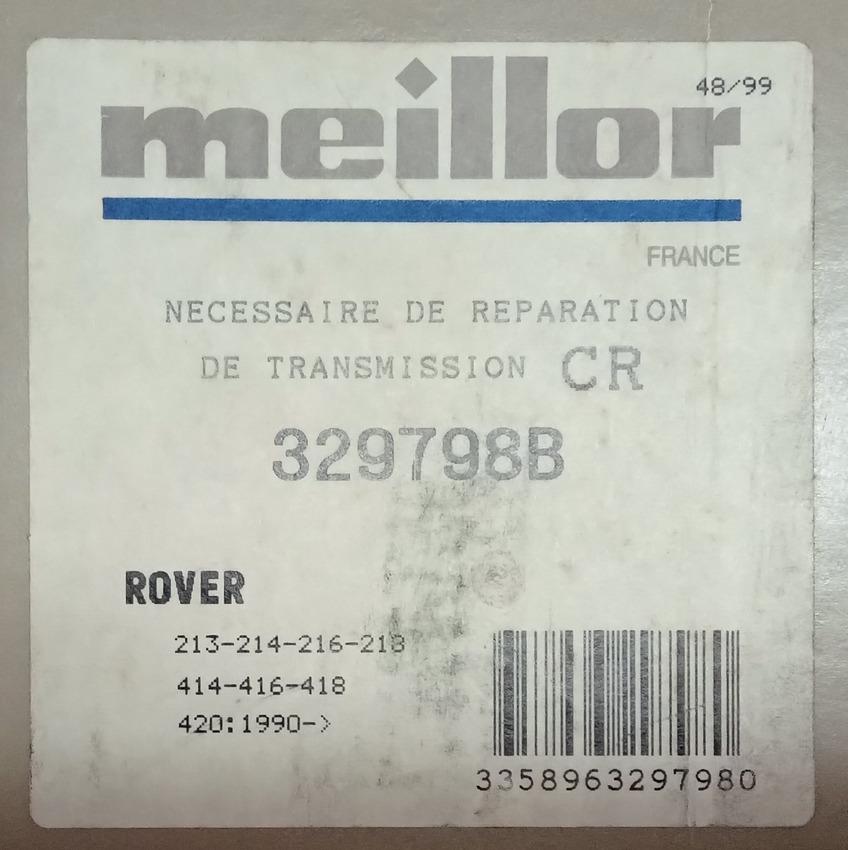 48/99
meillor
FRANCE
NECESSAIRE DE REPARATION
DE TRANSMISSION CR
329798B
ROVER
213-214-216-218
414-416-418
420:1990->
3358963297980